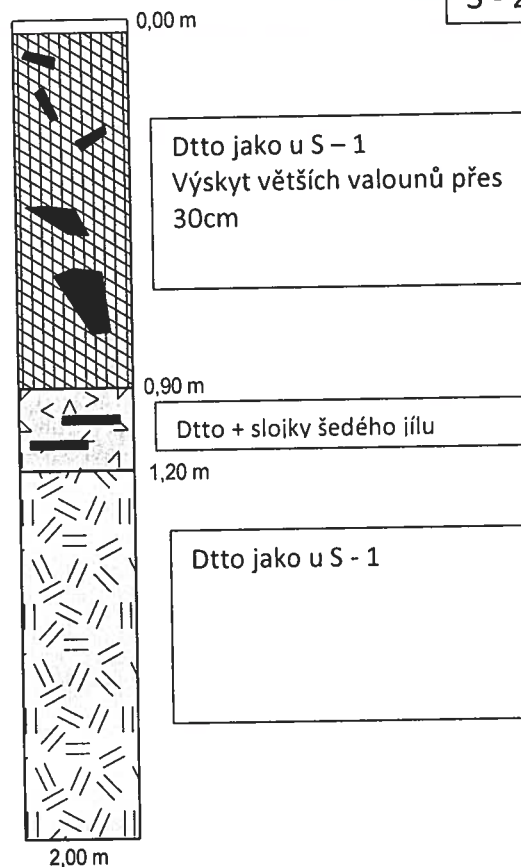 0,00 m
S - 2
Dtto jako u S – 1
Výskyt větších valounů přes
30cm
0,90 m
Dtto + slojky šedého jílu
1,20 m
Dtto jako u S - 1
2,00 m